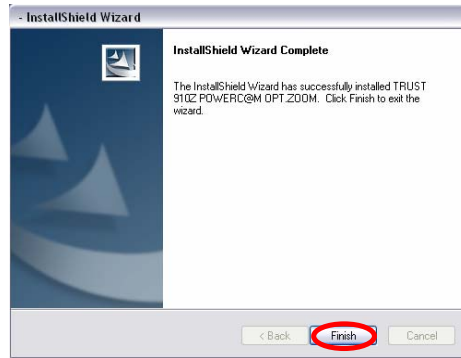 - InstallShield Wizard
InstallShield Wizard Complete
The InstallShield Wizard has successfully installed TRUST
910Z POWERC@M OPT.ZOOM. Click Finish to exit the
wizard.
< Back Finish Cancel